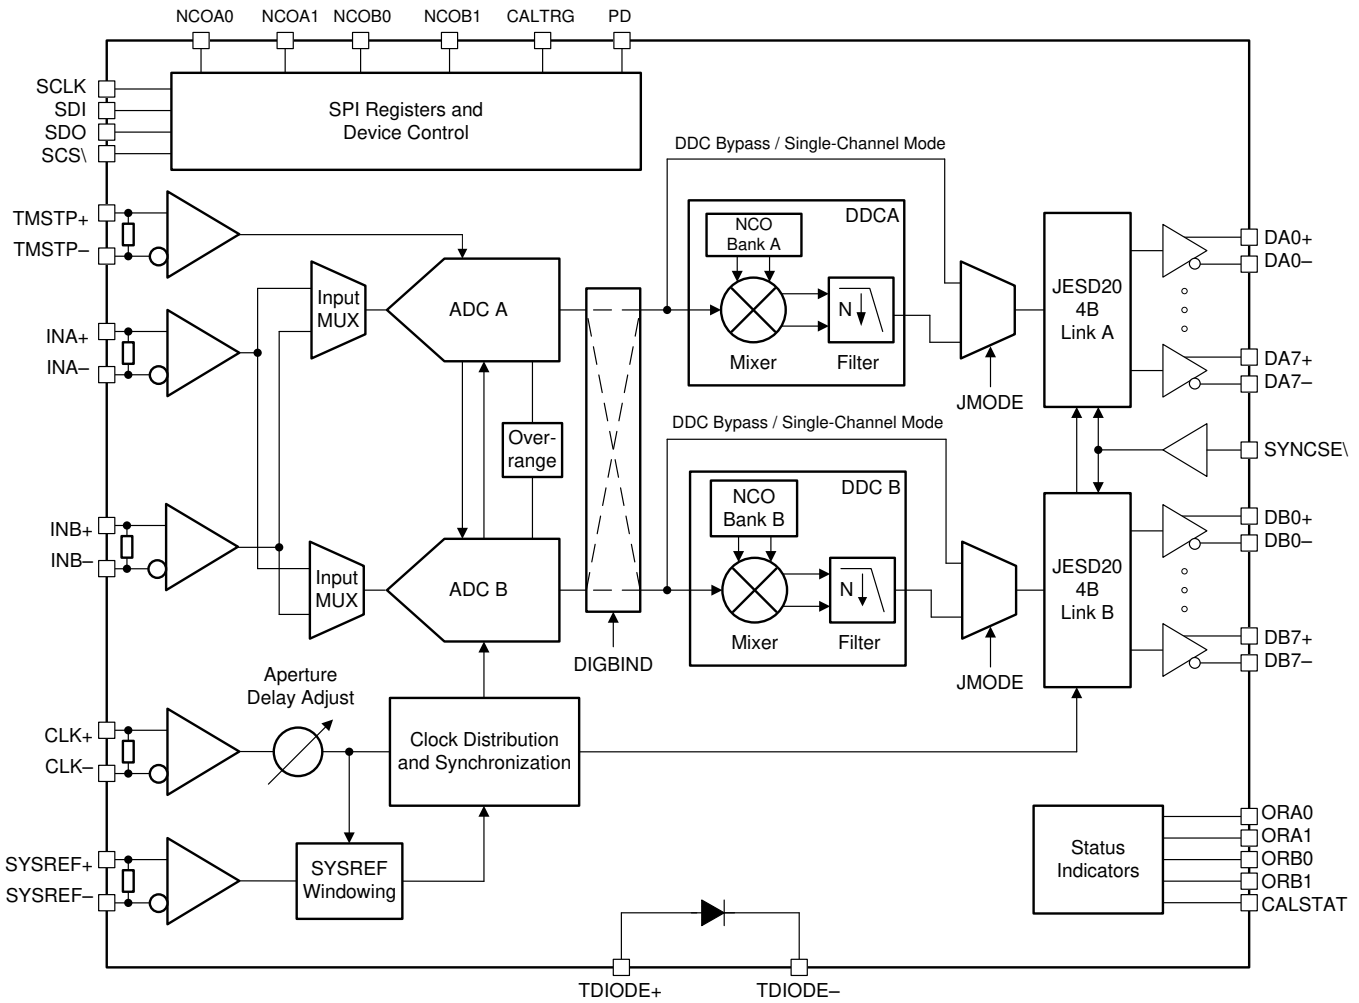 NCOA0 NCOA1 NCOB0 NCOB1 CALTRG PD
SCLK
SDI
SDO
SCS\
SPI Registers and
Device Control
TMSTP+
TMSTP–
INA+
INA–
Input
MUX
ADC A
Over-
range
INB+
INB–
Input
MUX
ADC B
DIGBIND
DDC Bypass / Single-Channel Mode
DDCA
NCO
Bank A
N
Mixer
Filter
JMODE
JESD20
4B
Link A
DA0+
DA0–
DA7+
DA7–
SYNCSE\
DDC Bypass / Single-Channel Mode
DDC B
NCO
Bank B
N
Mixer
Filter
JMODE
JESD20
4B
Link B
DB0+
DB0–
DB7+
DB7–
Aperture
Delay Adjust
CLK+
CLK–
Clock Distribution
and Synchronization
SYSREF+
SYSREF–
SYSREF
Windowing
Status
Indicators
ORA0
ORA1
ORB0
ORB1
CALSTAT
TDIODE+
TDIODE–